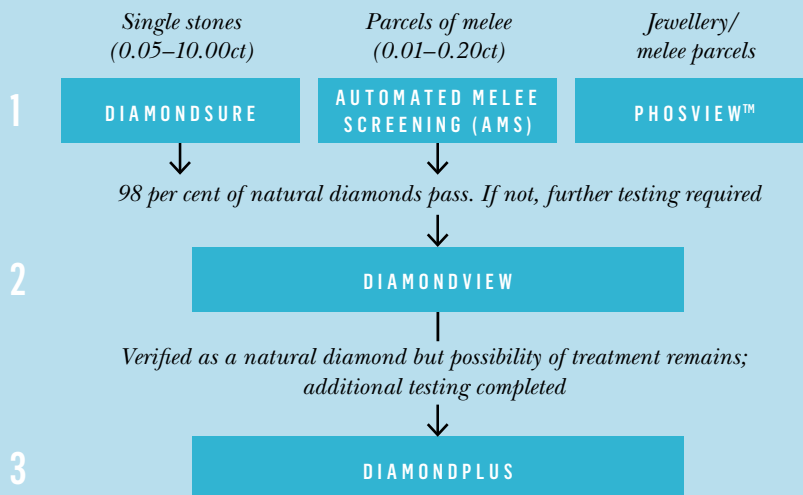 Single stones
(0.05–10.00ct)
Parcels of melee
(0.01–0.20ct)
Jewellery/
melee parcels
1
DIAMONDSURE
AUTOMATED MELEE
SCREENING (AMS)
PHOSVIEW™
98 per cent of natural diamonds pass. If not, further testing required
2
DIAMONDVIEW
Verified as a natural diamond but possibility of treatment remains;
additional testing completed
3
DIAMONDPLUS